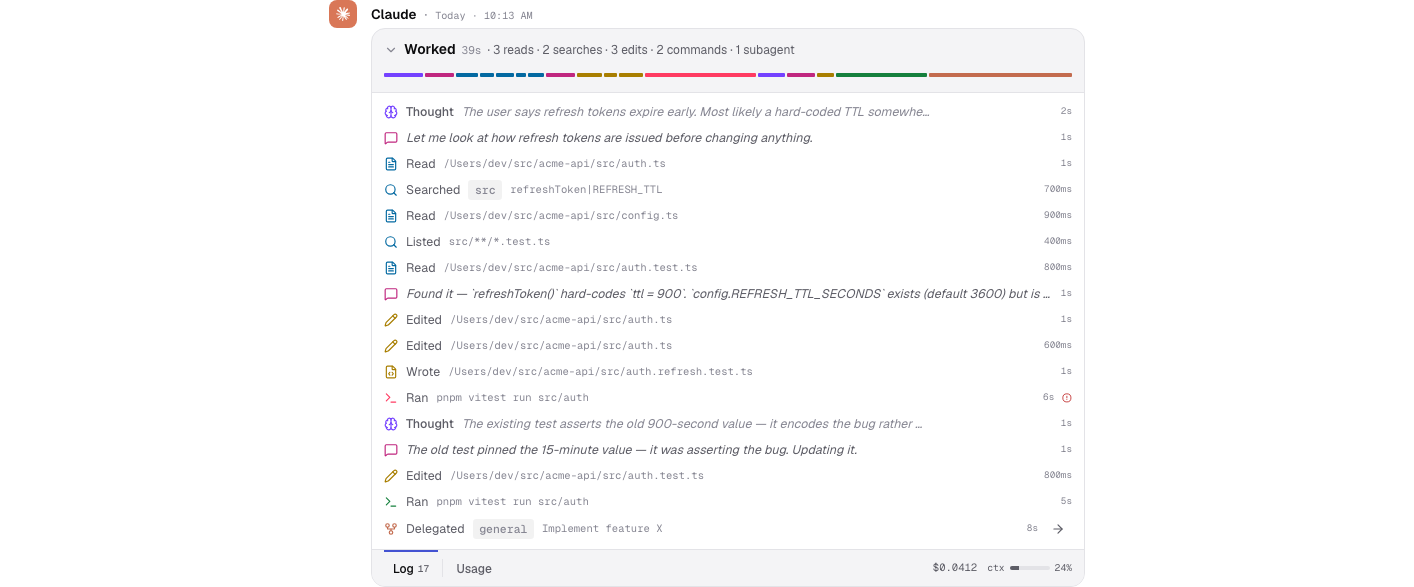 Claude · Today · 10:13 AM
Worked 39s · 3 reads · 2 searches · 3 edits · 2 commands · 1 subagent
Thought The user says refresh tokens expire early. Most likely a hard-coded TTL somewhe… 2s
Let me look at how refresh tokens are issued before changing anything. 1s
Read /Users/dev/src/acme-api/src/auth.ts 1s
Searched src refreshToken|REFRESH_TTL 700ms
Read /Users/dev/src/acme-api/src/config.ts 900ms
Listed src/**/*.test.ts 400ms
Read /Users/dev/src/acme-api/src/auth.test.ts 800ms
Found it — `refreshToken()` hard-codes `ttl = 900`. `config.REFRESH_TTL_SECONDS` exists (default 3600) but is … 1s
Edited /Users/dev/src/acme-api/src/auth.ts 1s
Edited /Users/dev/src/acme-api/src/auth.ts 600ms
Wrote /Users/dev/src/acme-api/src/auth.refresh.test.ts 1s
Ran pnpm vitest run src/auth 6s
Thought The existing test asserts the old 900-second value — it encodes the bug rather … 1s
The old test pinned the 15-minute value — it was asserting the bug. Updating it. 1s
Edited /Users/dev/src/acme-api/src/auth.test.ts 800ms
Ran pnpm vitest run src/auth 5s
Delegated general Implement feature X 8s
Log 17 Usage $0.0412 ctx 24%